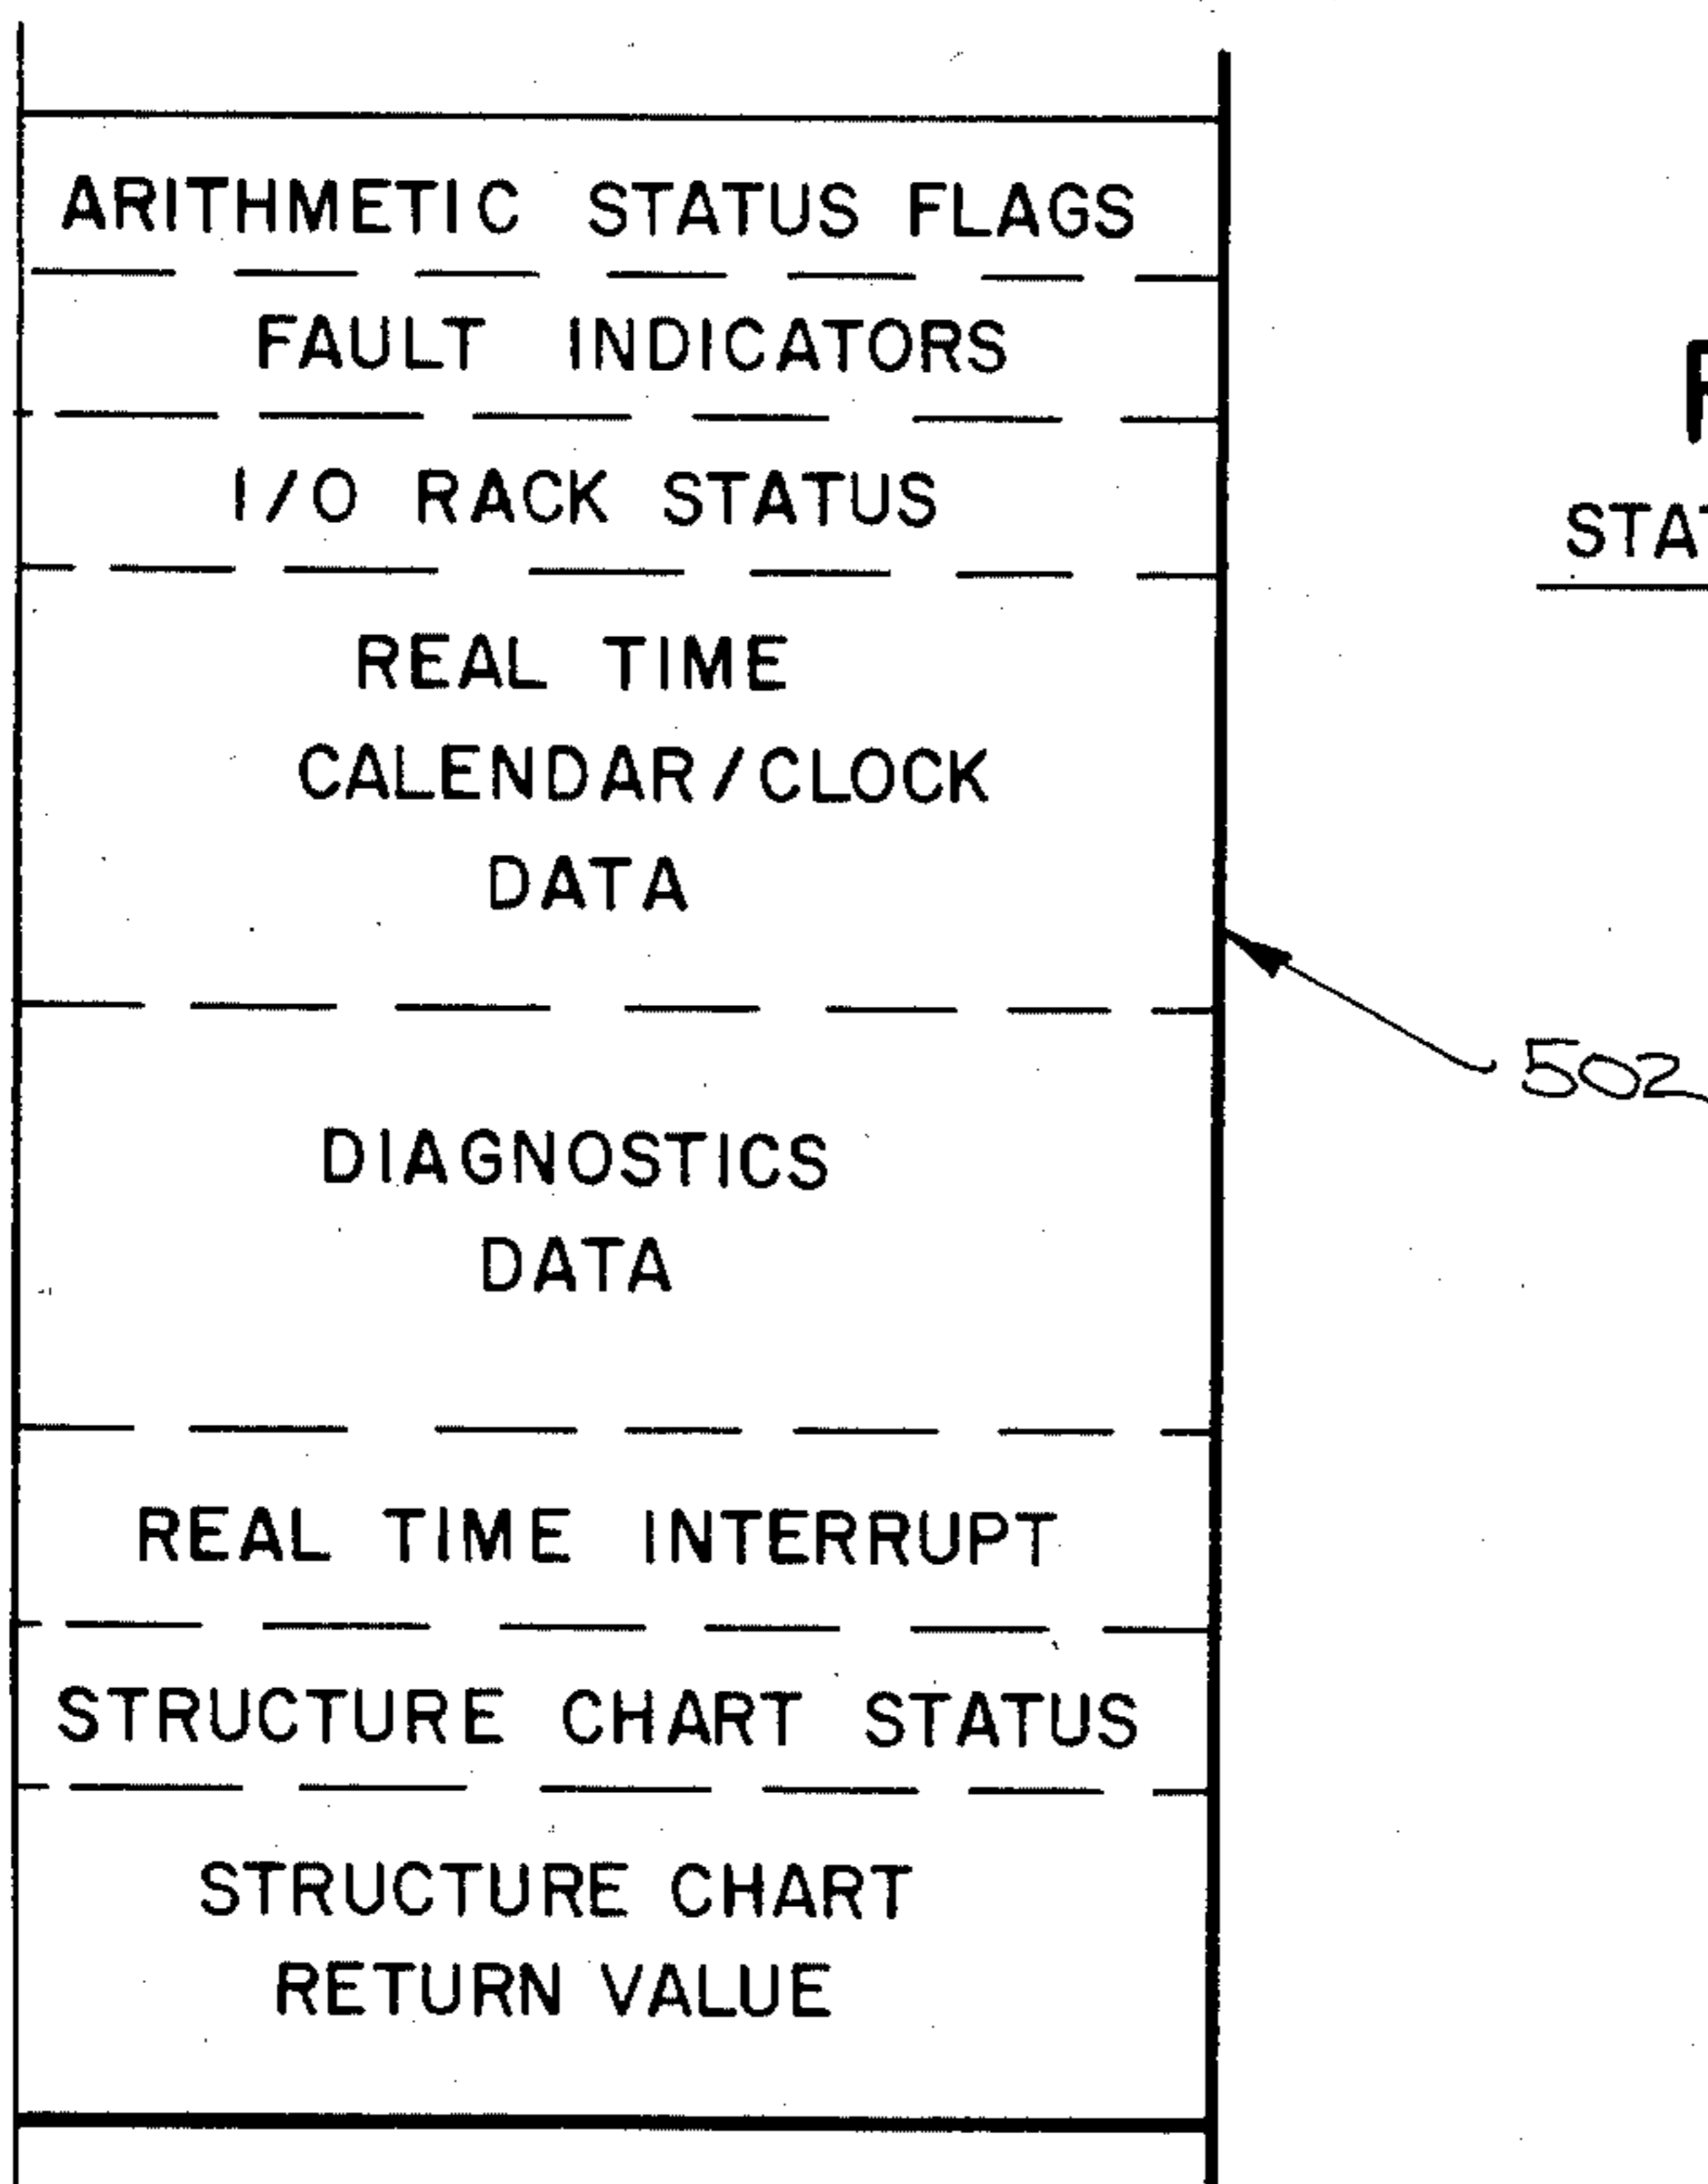 ARITHMETIC STATUS FLAGS
FAULT INDICATORS
I/O RACK STATUS
REAL TIME
CALENDAR/CLOCK
DATA
DIAGNOSTICS
DATA
REAL TIME INTERRUPT
STRUCTURE CHART STATUS
STRUCTURE CHART
RETURN VALUE
502